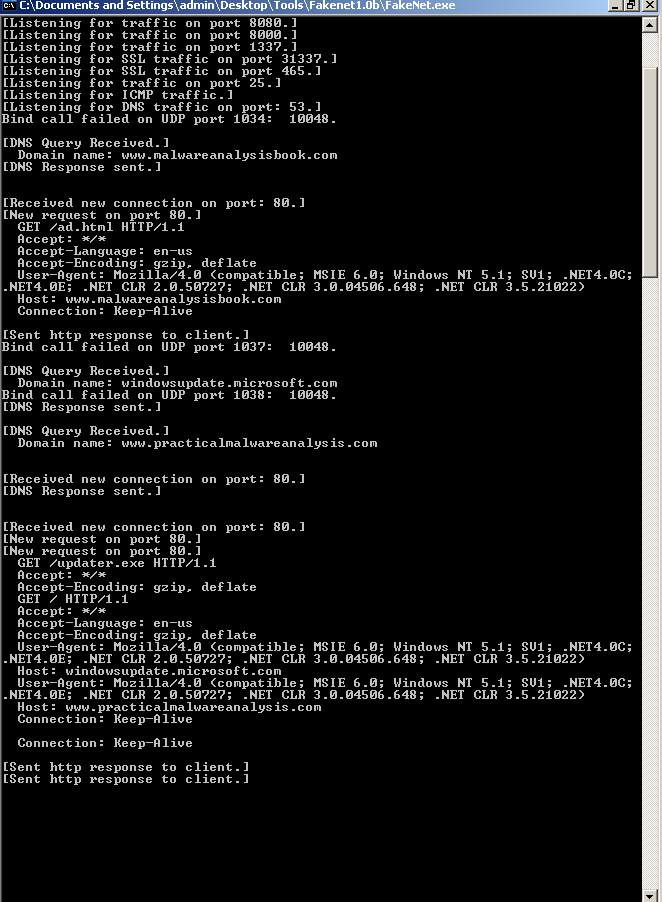 C:\Documents and Settings\admin\Desktop\Tools\Fakenet1.0b\FakeNet.exe
[Listening for traffic on port 8080.]
[Listening for traffic on port 8000.]
[Listening for traffic on port 1337.]
[Listening for SSL traffic on port 31337.]
[Listening for SSL traffic on port 465.]
[Listening for traffic on port 25.]
[Listening for ICMP traffic.]
[Listening for DNS traffic on port: 53.]
Bind call failed on UDP port 1034:  10048.
[DNS Query Received.]
  Domain name: www.malwareanalysisbook.com
[DNS Response sent.]
[Received new connection on port: 80.]
[New request on port 80.]
  GET /ad.html HTTP/1.1
  Accept: */*
  Accept-Language: en-us
  Accept-Encoding: gzip, deflate
  User-Agent: Mozilla/4.0 (compatible; MSIE 6.0; Windows NT 5.1; SV1; .NET4.0C;
.NET4.0E; .NET CLR 2.0.50727; .NET CLR 3.0.04506.648; .NET CLR 3.5.21022)
  Host: www.malwareanalysisbook.com
  Connection: Keep-Alive
[Sent http response to client.]
Bind call failed on UDP port 1037:  10048.
[DNS Query Received.]
  Domain name: windowsupdate.microsoft.com
Bind call failed on UDP port 1038:  10048.
[DNS Response sent.]
[DNS Query Received.]
  Domain name: www.practicalmalwareanalysis.com
[Received new connection on port: 80.]
[DNS Response sent.]
[Received new connection on port: 80.]
[New request on port 80.]
[New request on port 80.]
  GET /updater.exe HTTP/1.1
  Accept: */*
  Accept-Encoding: gzip, deflate
  GET / HTTP/1.1
  Accept: */*
  Accept-Language: en-us
  Accept-Encoding: gzip, deflate
  User-Agent: Mozilla/4.0 (compatible; MSIE 6.0; Windows NT 5.1; SV1; .NET4.0C;
.NET4.0E; .NET CLR 2.0.50727; .NET CLR 3.0.04506.648; .NET CLR 3.5.21022)
  Host: windowsupdate.microsoft.com
  User-Agent: Mozilla/4.0 (compatible; MSIE 6.0; Windows NT 5.1; SV1; .NET4.0C;
.NET4.0E; .NET CLR 2.0.50727; .NET CLR 3.0.04506.648; .NET CLR 3.5.21022)
  Host: www.practicalmalwareanalysis.com
  Connection: Keep-Alive
  Connection: Keep-Alive
[Sent http response to client.]
[Sent http response to client.]